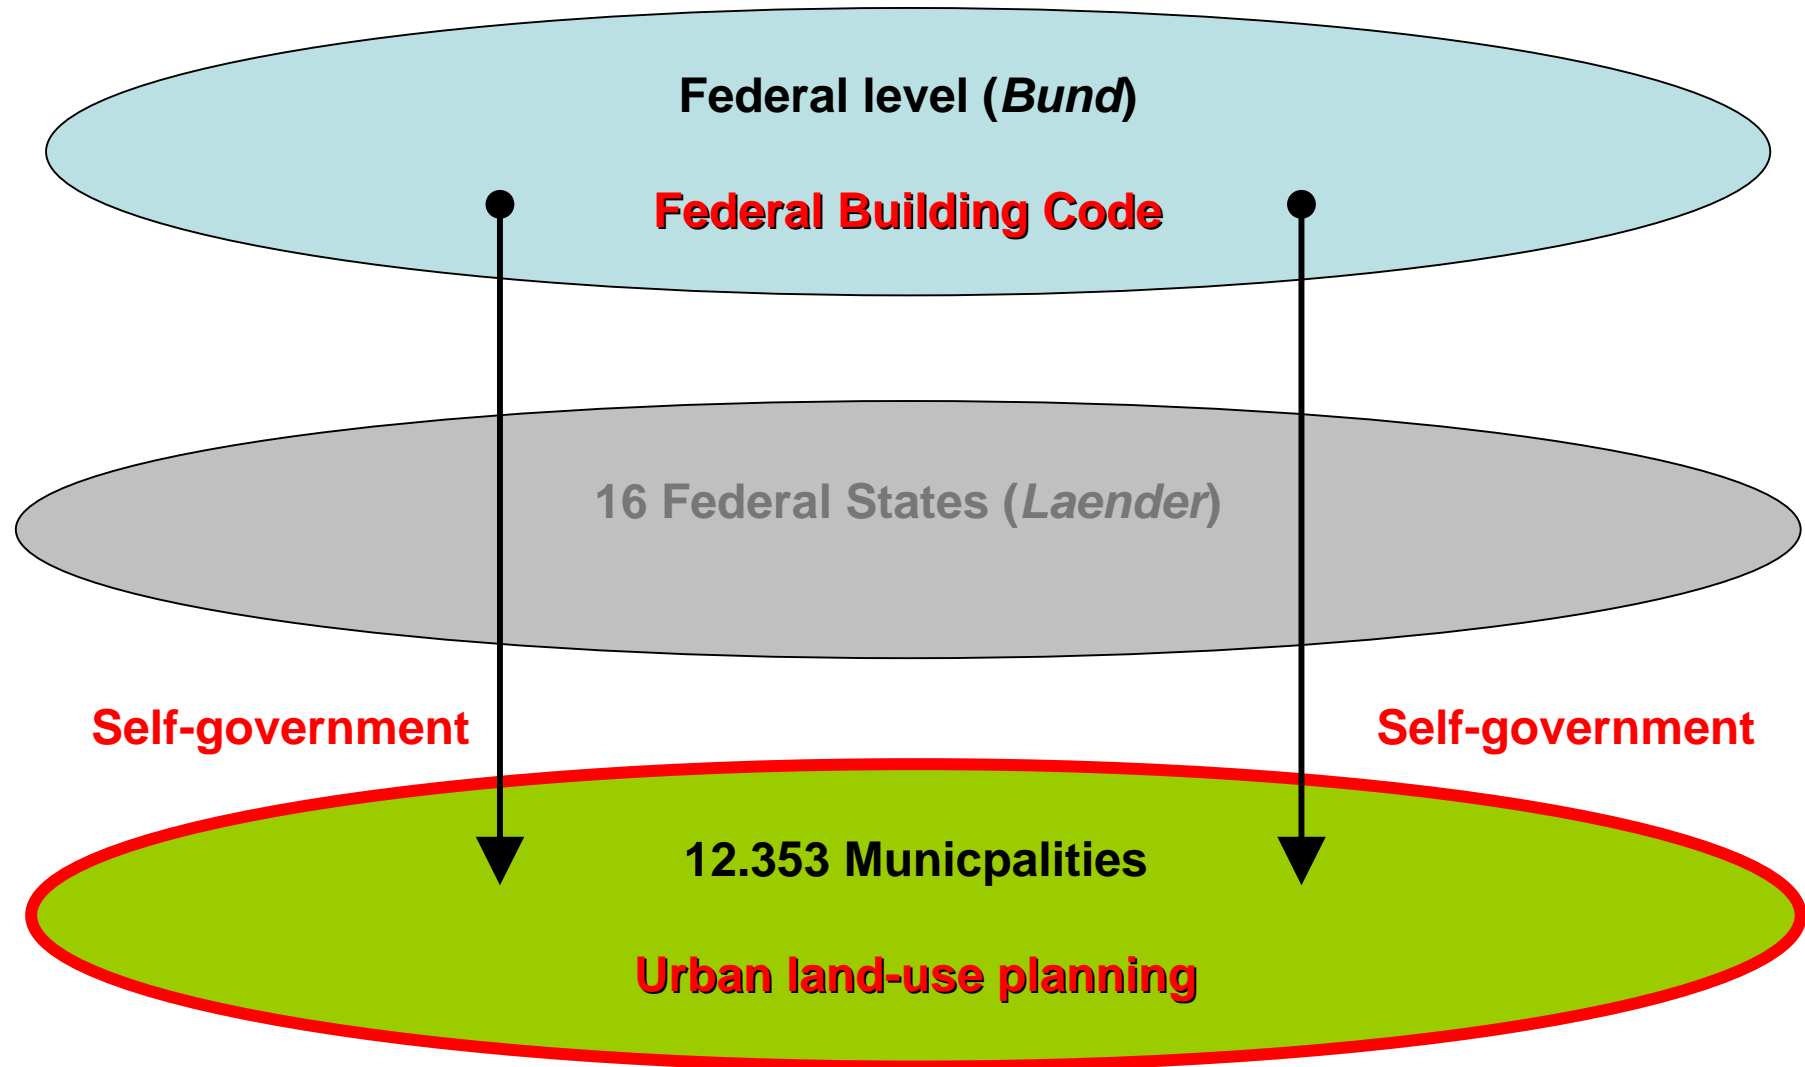 Federal level (Bund)
Federal Building Code
16 Federal States (Laender)
Self-government
Self-government
12.353 Municpalities
Urban land-use planning